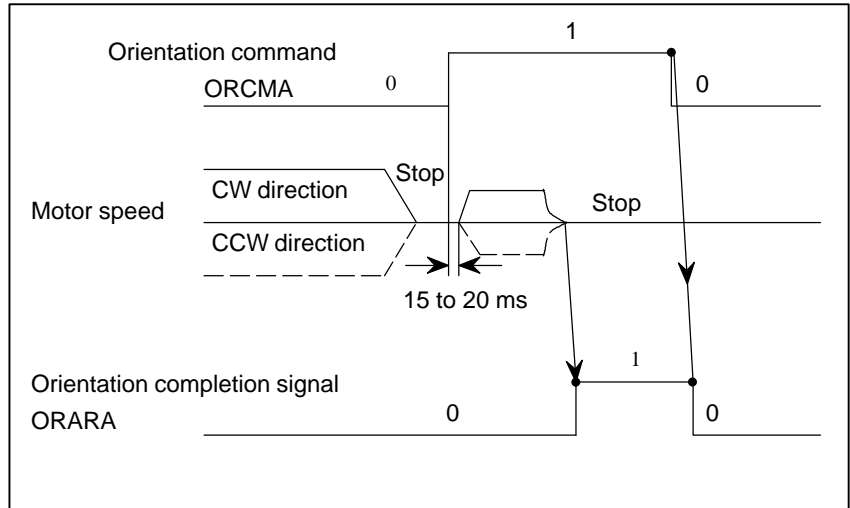 1
Orientation command
ORCMA
0
0
CW direction
Stop
Motor speed
Stop
CCW direction
15 to 20 ms
1
Orientation completion signal
ORARA
0
0